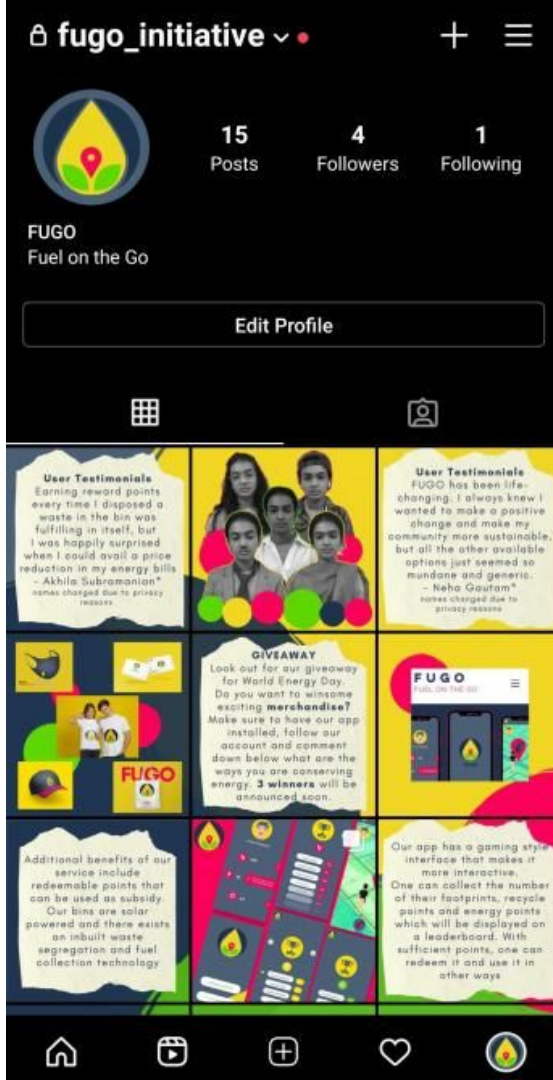 fugo_initiative
15
4
1
Posts
Followers
Following
FUGO
Fuel on the Go
Edit Profile
User Testimonials
Earning reward points
every time I disposed a
waste in the bin was
fulfilling in itself, but
I was happily surprised
when I could avail a price
reduction in my energy bills
- Akhila Subramanian*
names changed due to privacy
reasons
User Testimonials
FUGO has been life-
changing. I always knew I
wanted to make a positive
change and make my
community more sustainable,
but all the other available
options just seemed so
mundane and generic.
- Neha Gautam*
names changed due to
privacy reasons
FUGO
GIVEAWAY
Look out for our giveaway
for World Energy Day.
Do you want to winsome
exciting merchandise?
Make sure to have our app
installed, follow our
account and comment
down below what are the
ways you are conserving
energy. 3 winners will be
announced soon.
FUGO
FUEL ON THE GO
Additional benefits of our
service include
redeemable points that
can be used as subsidy.
Our bins are solar
powered and there exists
an inbuilt waste
segregation and fuel
collection technology
Our app has a gaming style
interface that makes it
more interactive.
One can collect the number
of their footprints, recycle
points and energy points
which will be displayed on
a leaderboard. With
sufficient points, one can
redeem it and use it in
other ways